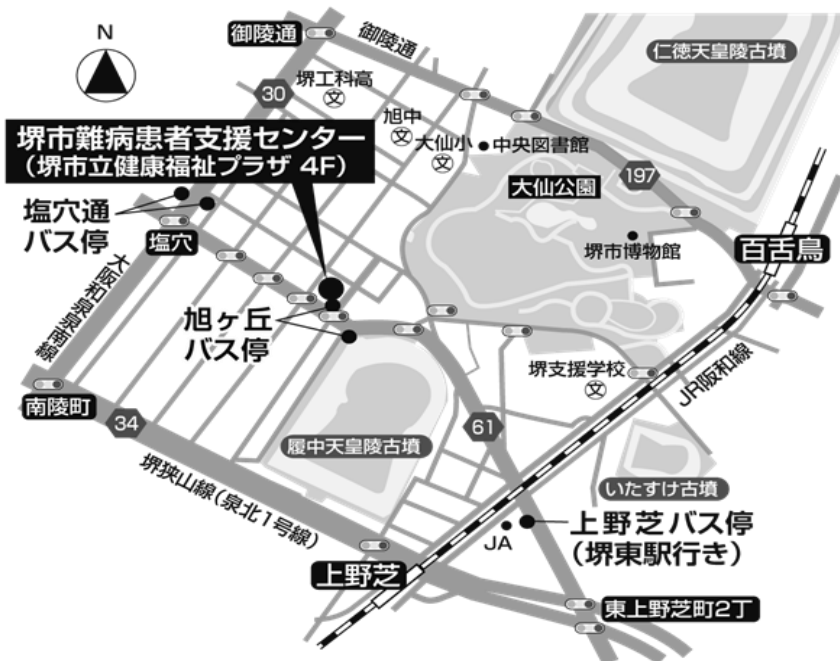 N
御陵通
御陵通
仁徳天皇陵古墳
堺工科高
文
30
旭中
文
大仙小
文
中央図書館
堺市難病患者支援センター
（堺市立健康福祉プラザ 4F）
197
大仙公園
塩穴通
バス停
塩穴
堺市博物館
百舌鳥
大阪和泉泉南線
旭ヶ丘
バス停
堺支援学校
文
JR阪和線
南陵町
34
61
履中天皇陵古墳
堺狭山線（泉北1号線）
いたすけ古墳
上野芝バス停
（堺東駅行き）
JA
上野芝
東上野芝町2丁